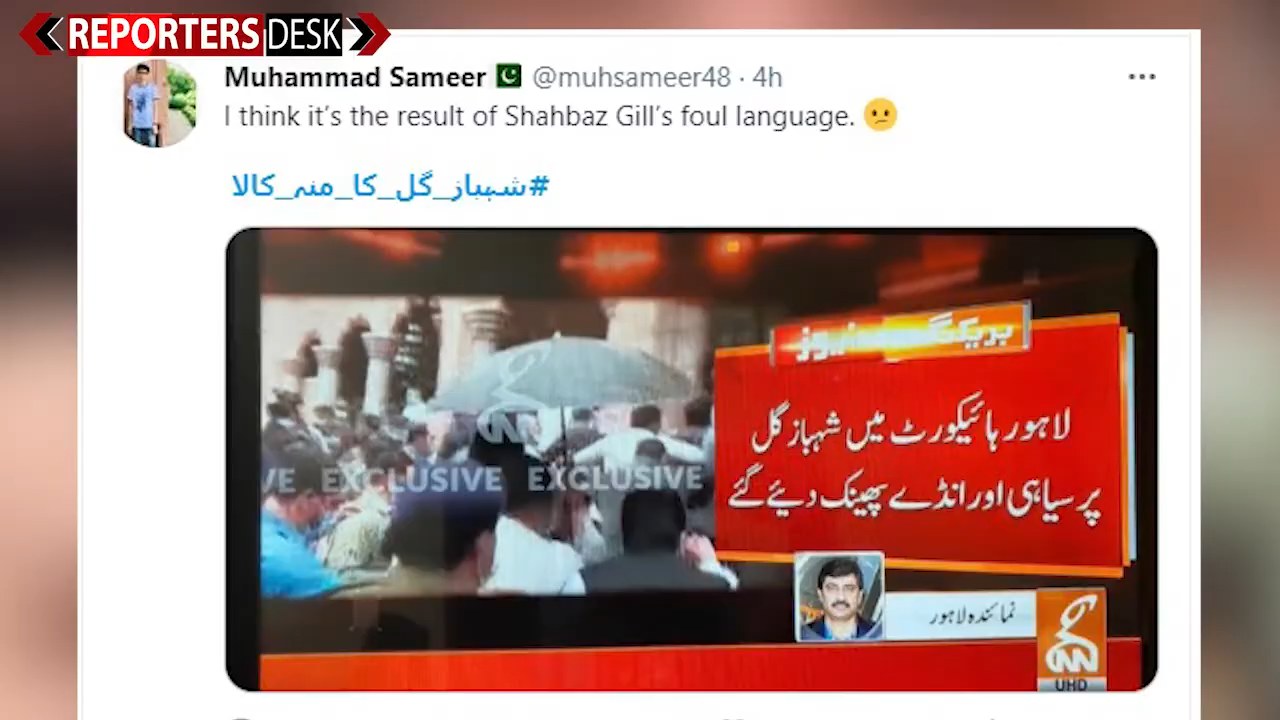 REPORTERS DESK
Muhammad Sameer 🇵🇰 @muhsameer48 · 4h
I think it’s the result of Shahbaz Gill’s foul language. 😕
#شہباز_گل_کا_منہ_کالا
بریکنگ نیوز
لاہور ہائیکورٹ میں شہباز گل
پر سیاہی اور انڈے پھینک دیئے گئے
VE EXCLUSIVE EXCLUSIVE
نمائندہ لاہور
GNN
UHD